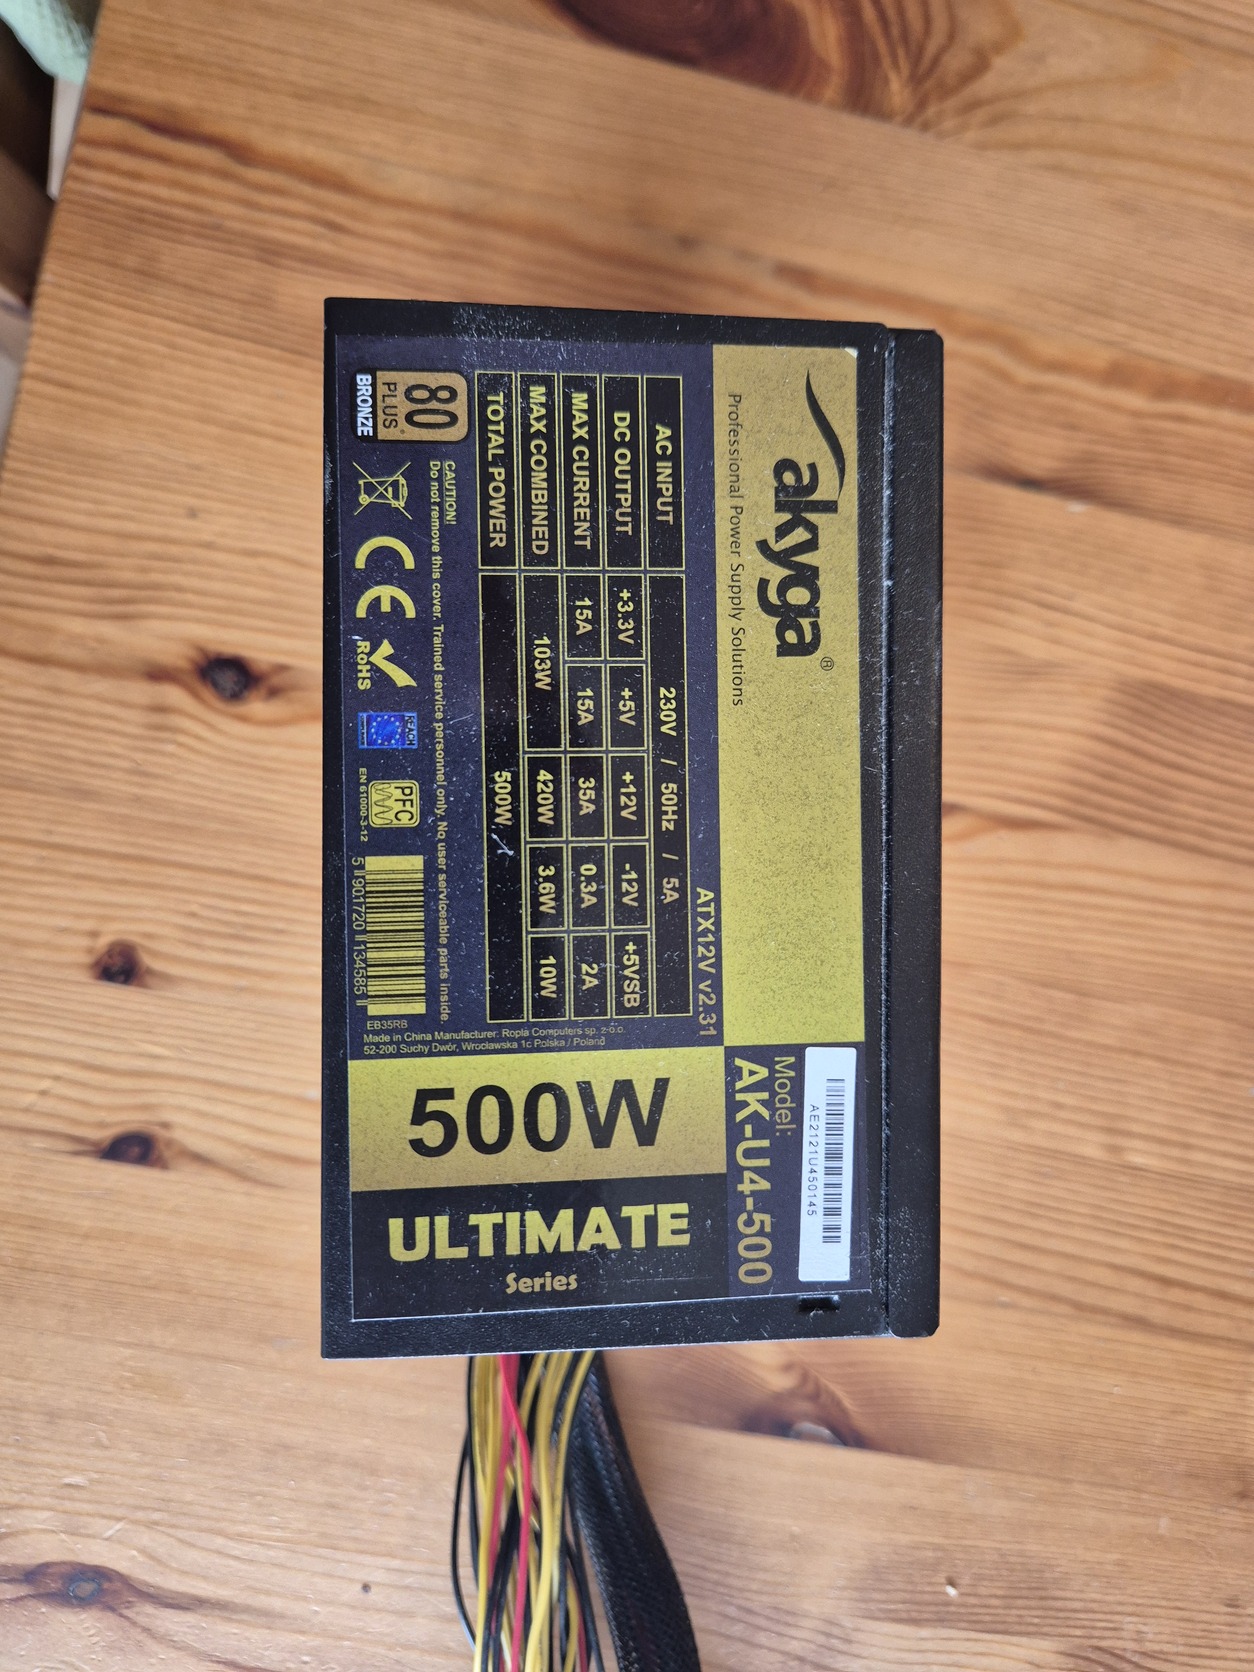 akyga®
Professional Power Supply Solutions
AE2121U450145
Model:
AK-U4-500
ATX12V v2.31
AC INPUT 230V / 50Hz / 5A
DC OUTPUT +3.3V +5V +12V -12V +5VSB
MAX CURRENT 15A 15A 35A 0.3A 2A
MAX COMBINED 103W 420W 3.6W 10W
TOTAL POWER 500W
500W
ULTIMATE
Series
CAUTION!
Do not remove this cover. Trained service personnel only. No user serviceable parts inside.
80
PLUS
BRONZE
CE
RoHS
REACH
PFC
EN 61000-3-12
5 901720 134585
EB35RB
Made in China Manufacturer: Ropla Computers sp. z o.o.
52-200 Suchy Dwór, Wrocławska 1c Polska / Poland